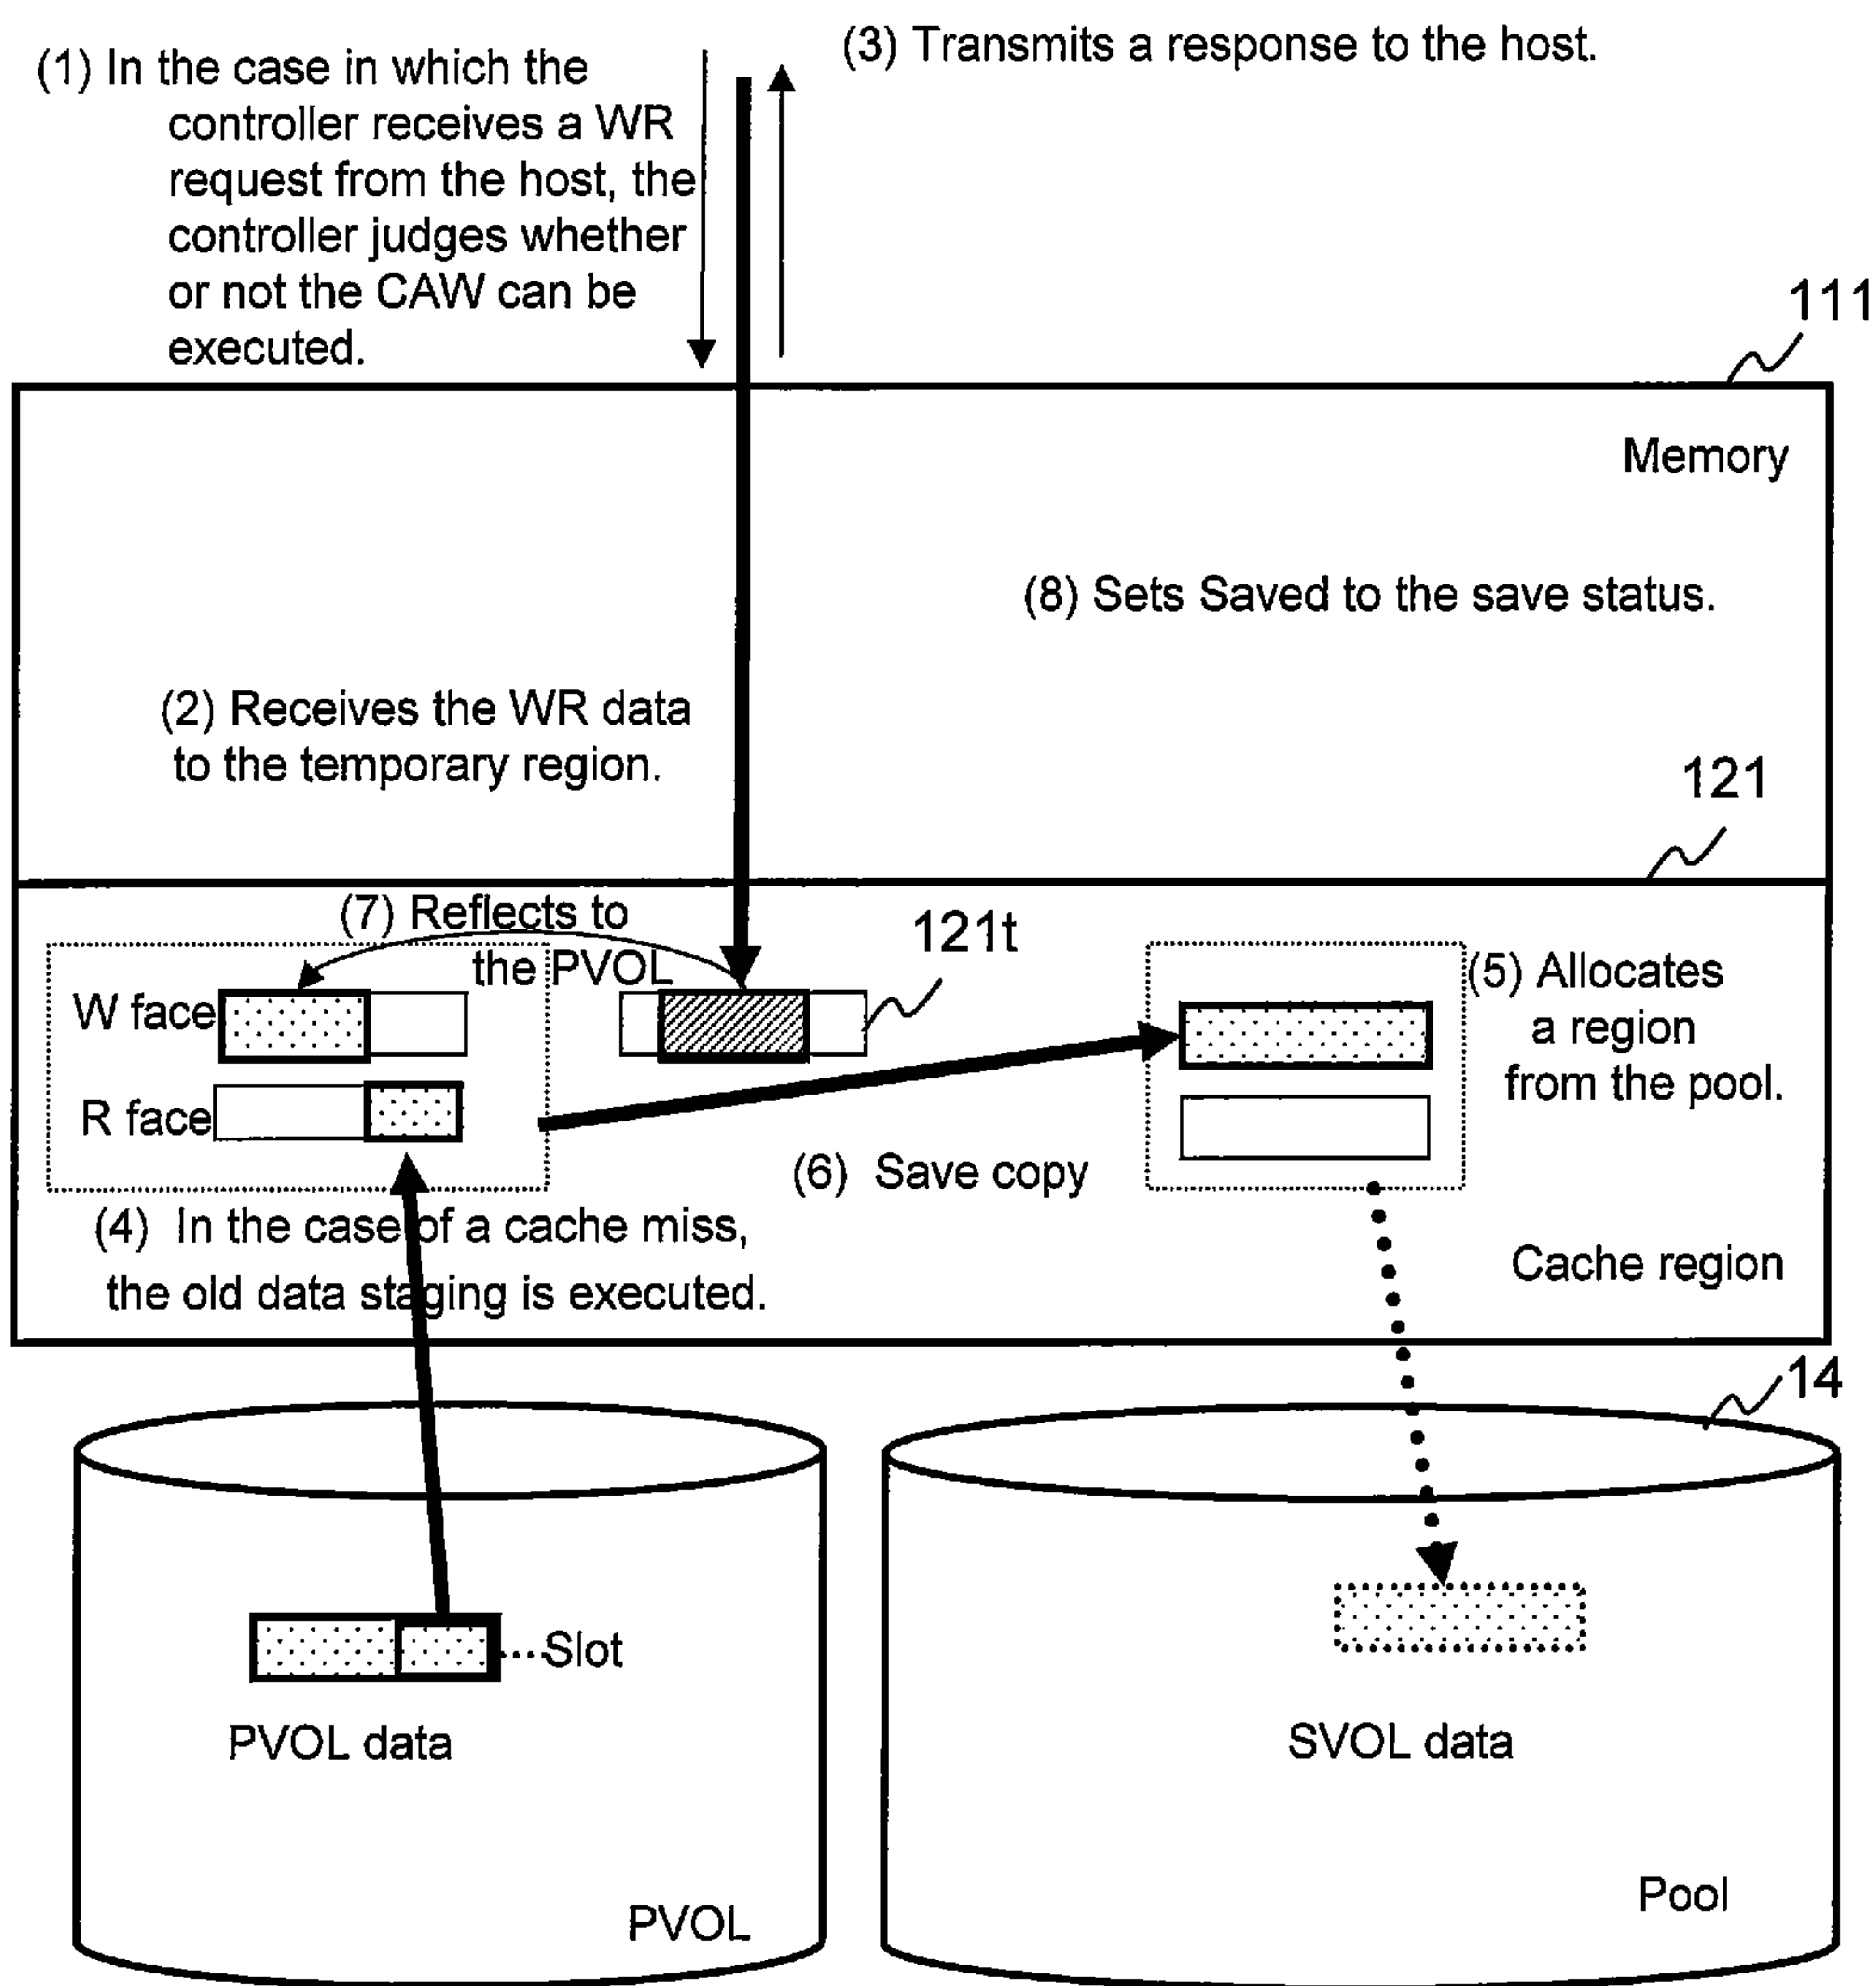 (1) In the case in which the
controller receives a WR
request from the host, the
controller judges whether
or not the CAW can be
executed.
(3) Transmits a response to the host.
111
Memory
(8) Sets Saved to the save status.
(2) Receives the WR data
to the temporary region.
121
(7) Reflects to
the PVOL
121t
W face
R face
(5) Allocates
a region
from the pool.
(6) Save copy
(4) In the case of a cache miss,
the old data staging is executed.
Cache region
14
Slot
PVOL data
SVOL data
PVOL
Pool